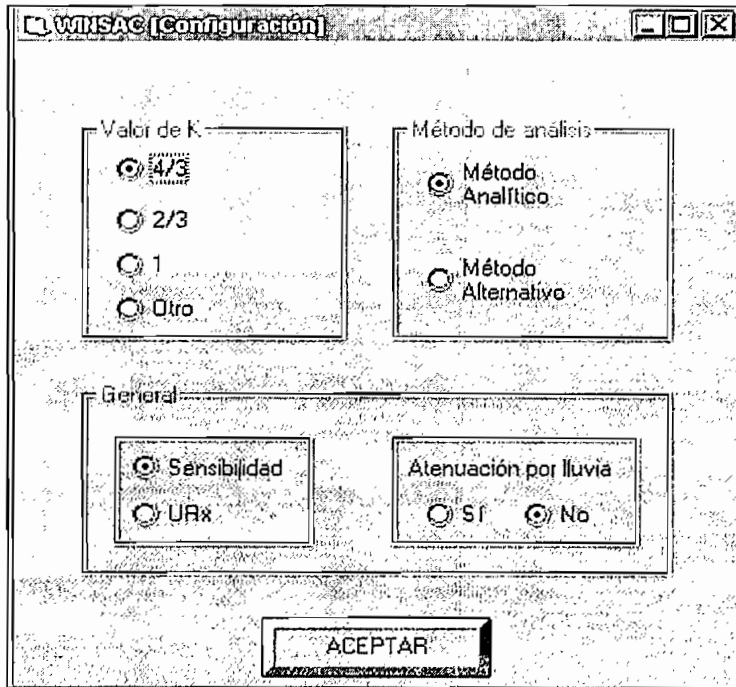 WINSAC [Configuración]
Valor de K
4/3
2/3
1
Otro
Método de análisis
Método
Analítico
Método
Alternativo
General
Sensibilidad
URx
Atenuación por lluvia
Sí No
ACEPTAR